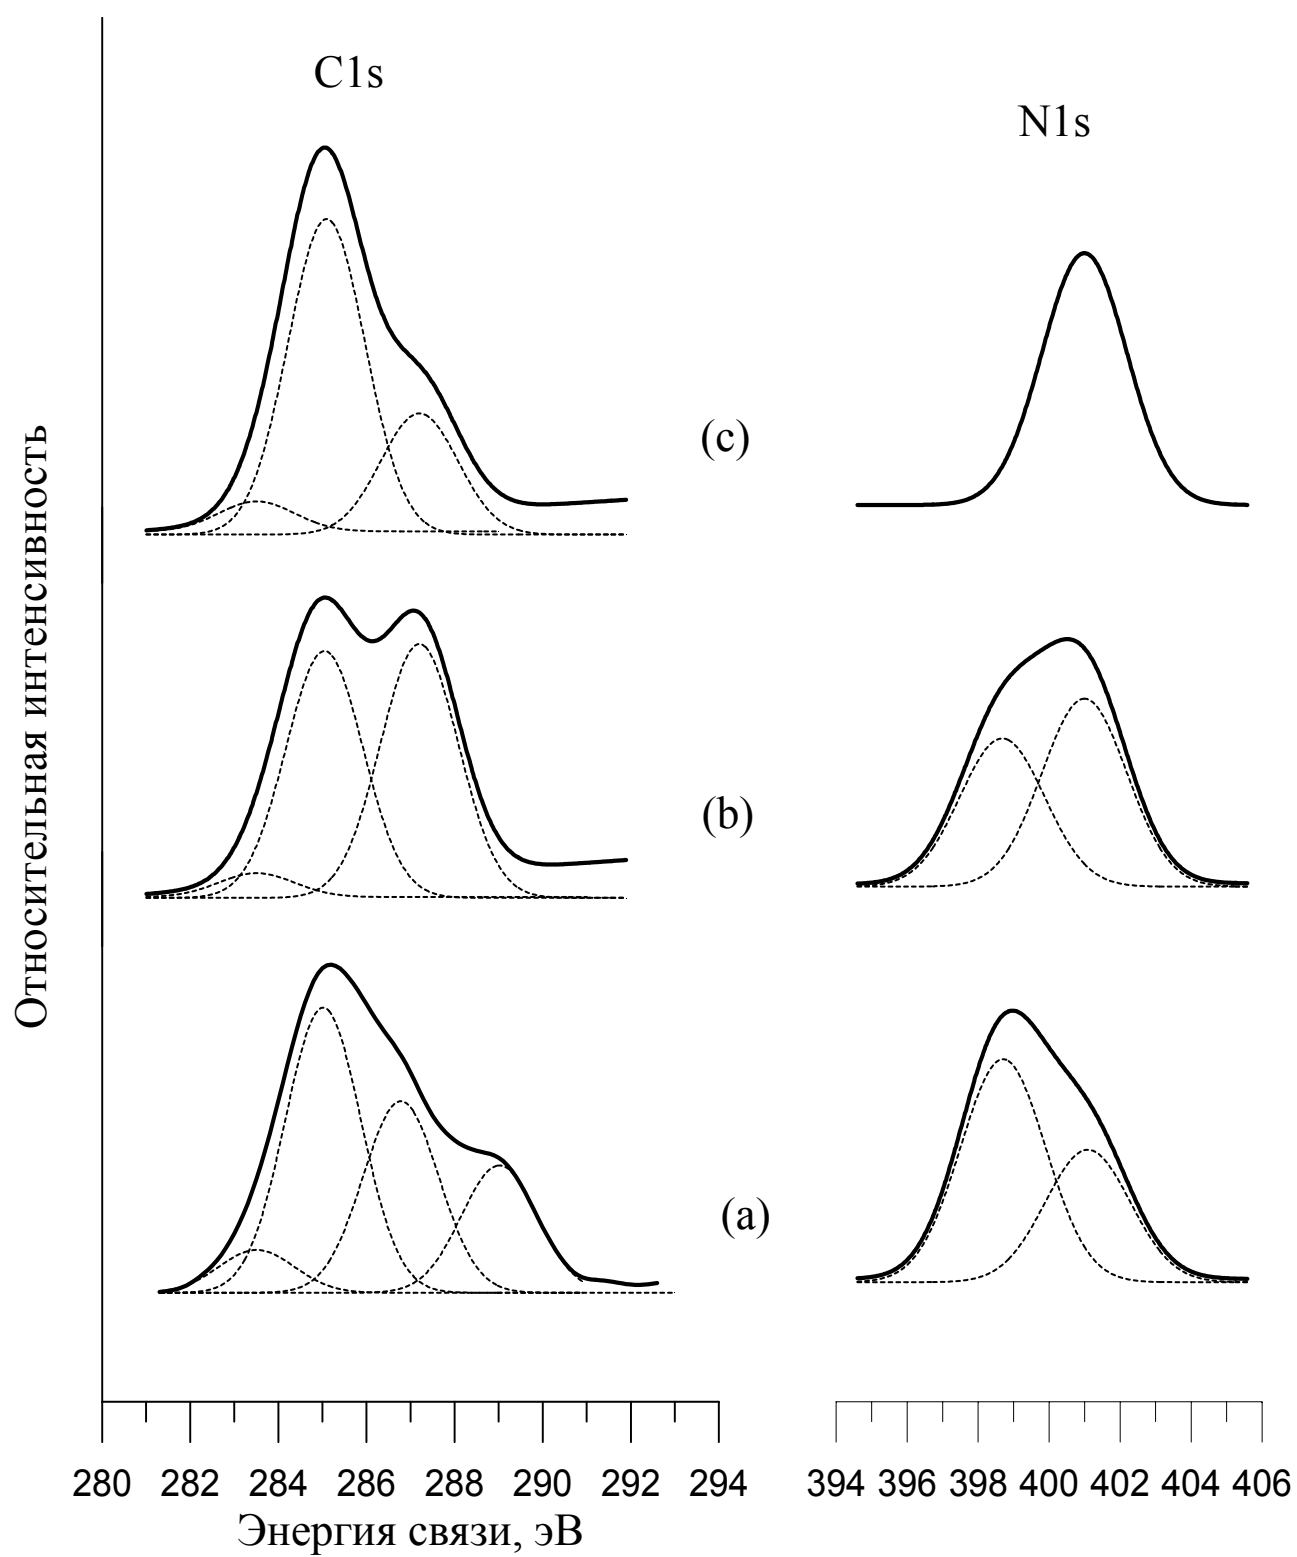 C1s
N1s
(c)
Относительная интенсивность
(b)
(a)
280 282 284 286 288 290 292 294
394 396 398 400 402 404 406
Энергия связи, эВ